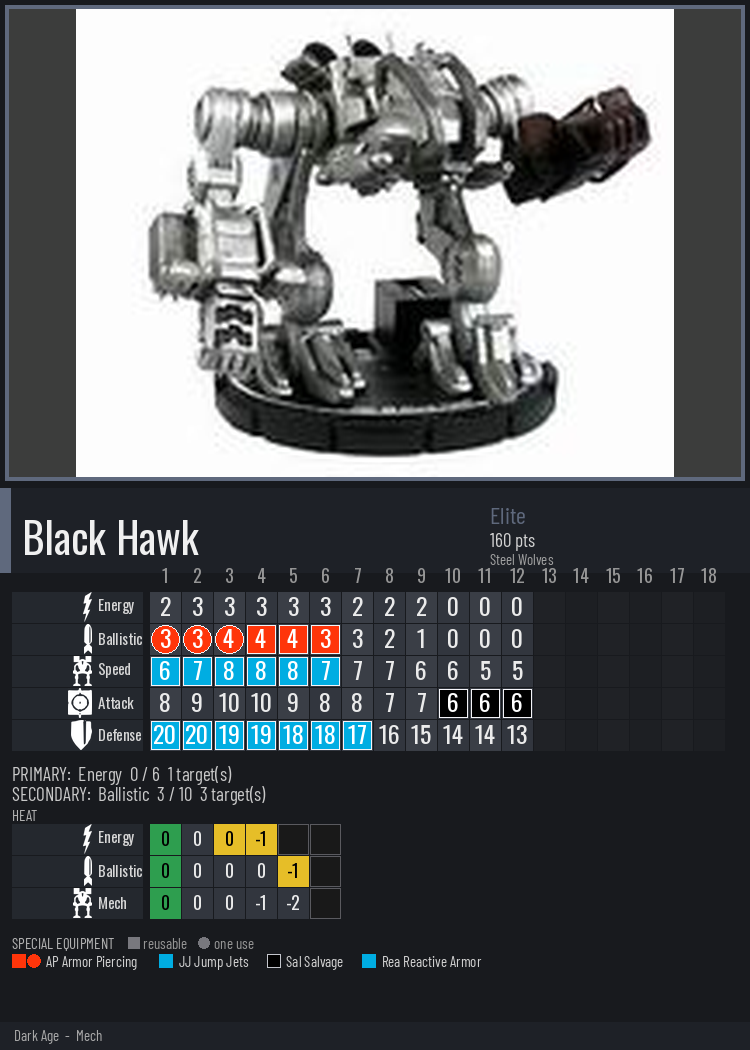 Black Hawk
Elite
160 pts
Steel Wolves
1 2 3 4 5 6 7 8 9 10 11 12 13 14 15 16 17 18
Energy 2 3 3 3 3 3 2 2 2 0 0 0
Ballistic 3 3 4 4 4 3 3 2 1 0 0 0
Speed 6 7 8 8 8 7 7 7 6 6 5 5
Attack 8 9 10 10 9 8 8 7 7 6 6 6
Defense 20 20 19 19 18 18 17 16 15 14 14 13
PRIMARY: Energy 0 / 6 1 target(s)
SECONDARY: Ballistic 3 / 10 3 target(s)
HEAT
Energy 0 0 0 -1
Ballistic 0 0 0 0 -1
Mech 0 0 0 -1 -2
SPECIAL EQUIPMENT reusable one use
AP Armor Piercing JJ Jump Jets Sal Salvage Rea Reactive Armor
Dark Age - Mech